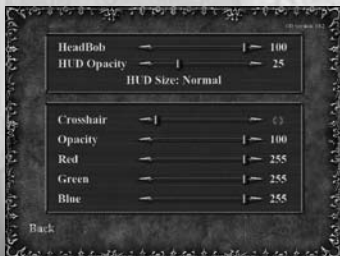 HeadBob 100
HUD Opacity 25
HUD Size: Normal
Crosshair
Opacity 100
Red 255
Green 255
Blue 255
Back